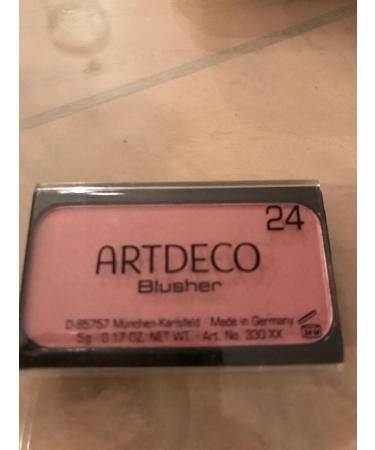 24
ARTDECO
Blusher
D-85757 München-Karlsfeld · Made in Germany
5g 0.17 OZ. NET WT. · Art. No. 330.XX